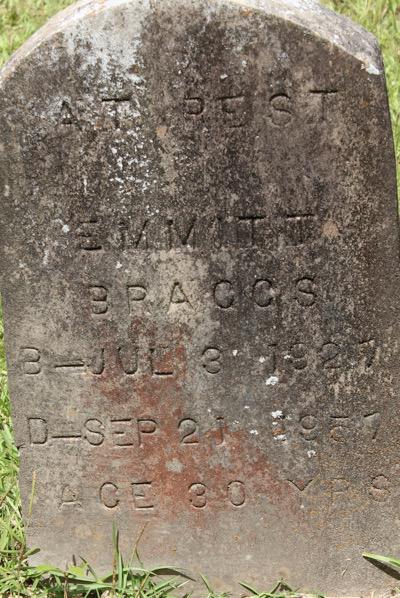 AT REST
EMMITT
BRAGGS
B–JUL 3 1927
D–SEP 21 1957
AGE 30 YRS